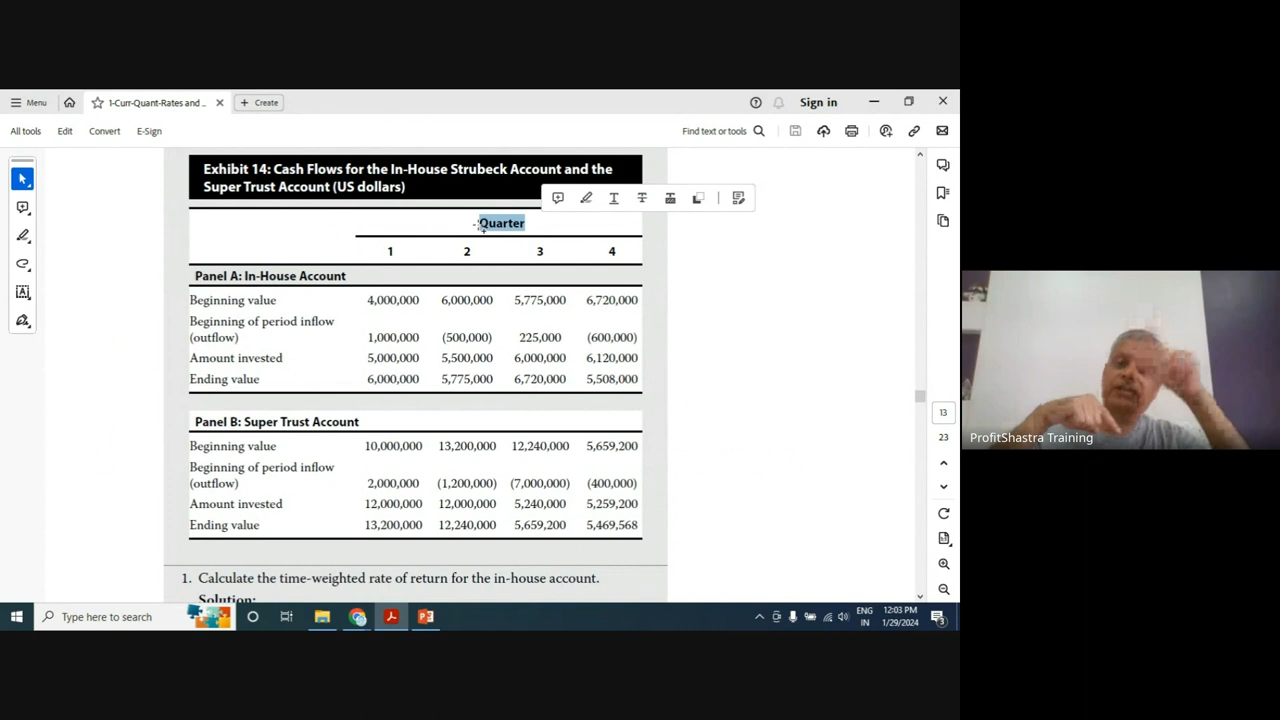 Menu
1-Curr-Quant-Rates and ...
Create
Sign in
All tools
Edit
Convert
E-Sign
Find text or tools
Exhibit 14: Cash Flows for the In-House Strubeck Account and the
Super Trust Account (US dollars)
Quarter
1 2 3 4
Panel A: In-House Account
Beginning value 4,000,000 6,000,000 5,775,000 6,720,000
Beginning of period inflow
(outflow) 1,000,000 (500,000) 225,000 (600,000)
Amount invested 5,000,000 5,500,000 6,000,000 6,120,000
Ending value 6,000,000 5,775,000 6,720,000 5,508,000
Panel B: Super Trust Account
Beginning value 10,000,000 13,200,000 12,240,000 5,659,200
Beginning of period inflow
(outflow) 2,000,000 (1,200,000) (7,000,000) (400,000)
Amount invested 12,000,000 12,000,000 5,240,000 5,259,200
Ending value 13,200,000 12,240,000 5,659,200 5,469,568
1. Calculate the time-weighted rate of return for the in-house account.
Solution:
13
23
ProfitShastra Training
Type here to search
ENG
IN
12:03 PM
1/29/2024
3